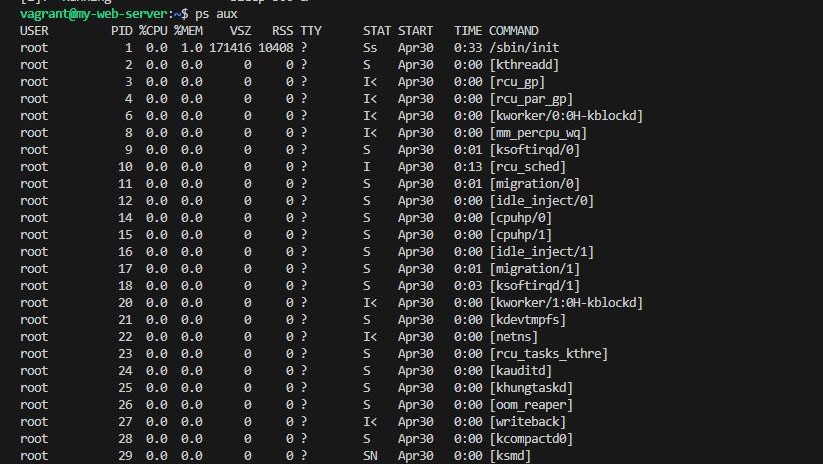 vagrant@my-web-server:~$ ps aux
USER PID %CPU %MEM VSZ RSS TTY STAT START TIME COMMAND
root 1 0.0 1.0 171416 10408 ? Ss Apr30 0:33 /sbin/init
root 2 0.0 0.0 0 0 ? S Apr30 0:00 [kthreadd]
root 3 0.0 0.0 0 0 ? I< Apr30 0:00 [rcu_gp]
root 4 0.0 0.0 0 0 ? I< Apr30 0:00 [rcu_par_gp]
root 6 0.0 0.0 0 0 ? I< Apr30 0:00 [kworker/0:0H-kblockd]
root 8 0.0 0.0 0 0 ? I< Apr30 0:00 [mm_percpu_wq]
root 9 0.0 0.0 0 0 ? S Apr30 0:01 [ksoftirqd/0]
root 10 0.0 0.0 0 0 ? I Apr30 0:13 [rcu_sched]
root 11 0.0 0.0 0 0 ? S Apr30 0:01 [migration/0]
root 12 0.0 0.0 0 0 ? S Apr30 0:00 [idle_inject/0]
root 14 0.0 0.0 0 0 ? S Apr30 0:00 [cpuhp/0]
root 15 0.0 0.0 0 0 ? S Apr30 0:00 [cpuhp/1]
root 16 0.0 0.0 0 0 ? S Apr30 0:00 [idle_inject/1]
root 17 0.0 0.0 0 0 ? S Apr30 0:01 [migration/1]
root 18 0.0 0.0 0 0 ? S Apr30 0:03 [ksoftirqd/1]
root 20 0.0 0.0 0 0 ? I< Apr30 0:00 [kworker/1:0H-kblockd]
root 21 0.0 0.0 0 0 ? S Apr30 0:00 [kdevtmpfs]
root 22 0.0 0.0 0 0 ? I< Apr30 0:00 [netns]
root 23 0.0 0.0 0 0 ? S Apr30 0:00 [rcu_tasks_kthre]
root 24 0.0 0.0 0 0 ? S Apr30 0:00 [kauditd]
root 25 0.0 0.0 0 0 ? S Apr30 0:00 [khungtaskd]
root 26 0.0 0.0 0 0 ? S Apr30 0:00 [oom_reaper]
root 27 0.0 0.0 0 0 ? I< Apr30 0:00 [writeback]
root 28 0.0 0.0 0 0 ? S Apr30 0:00 [kcompactd0]
root 29 0.0 0.0 0 0 ? SN Apr30 0:00 [ksmd]